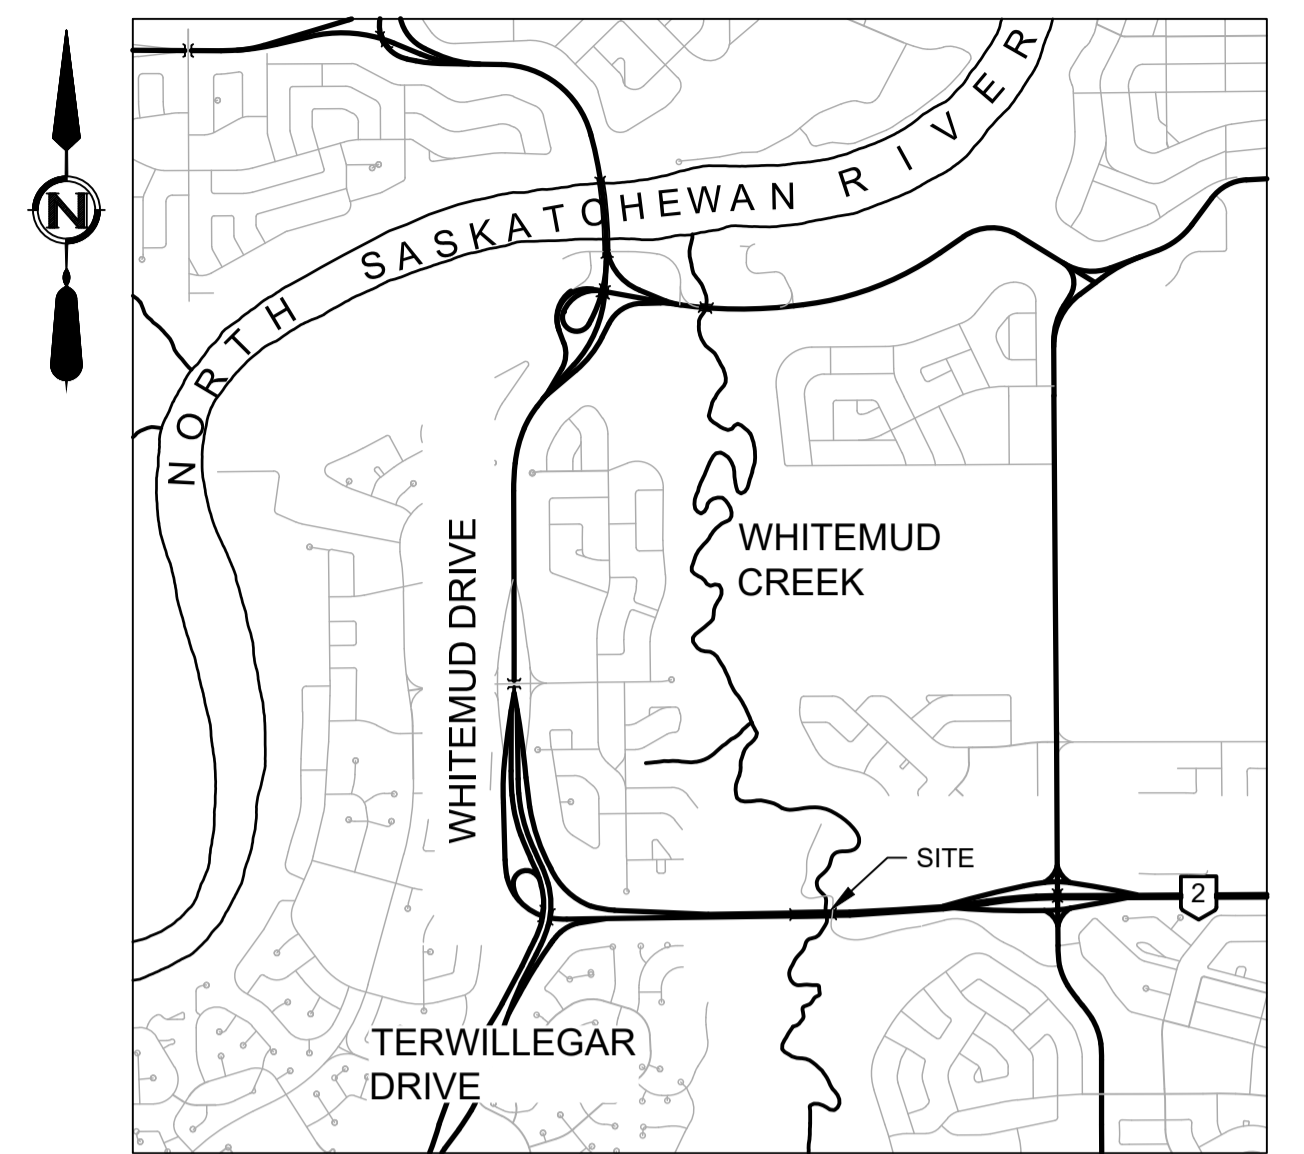 N
NORTH SASKATCHEWAN RIVER
WHITEMUD DRIVE
WHITEMUD
CREEK
SITE
2
TERWILLEGAR
DRIVE